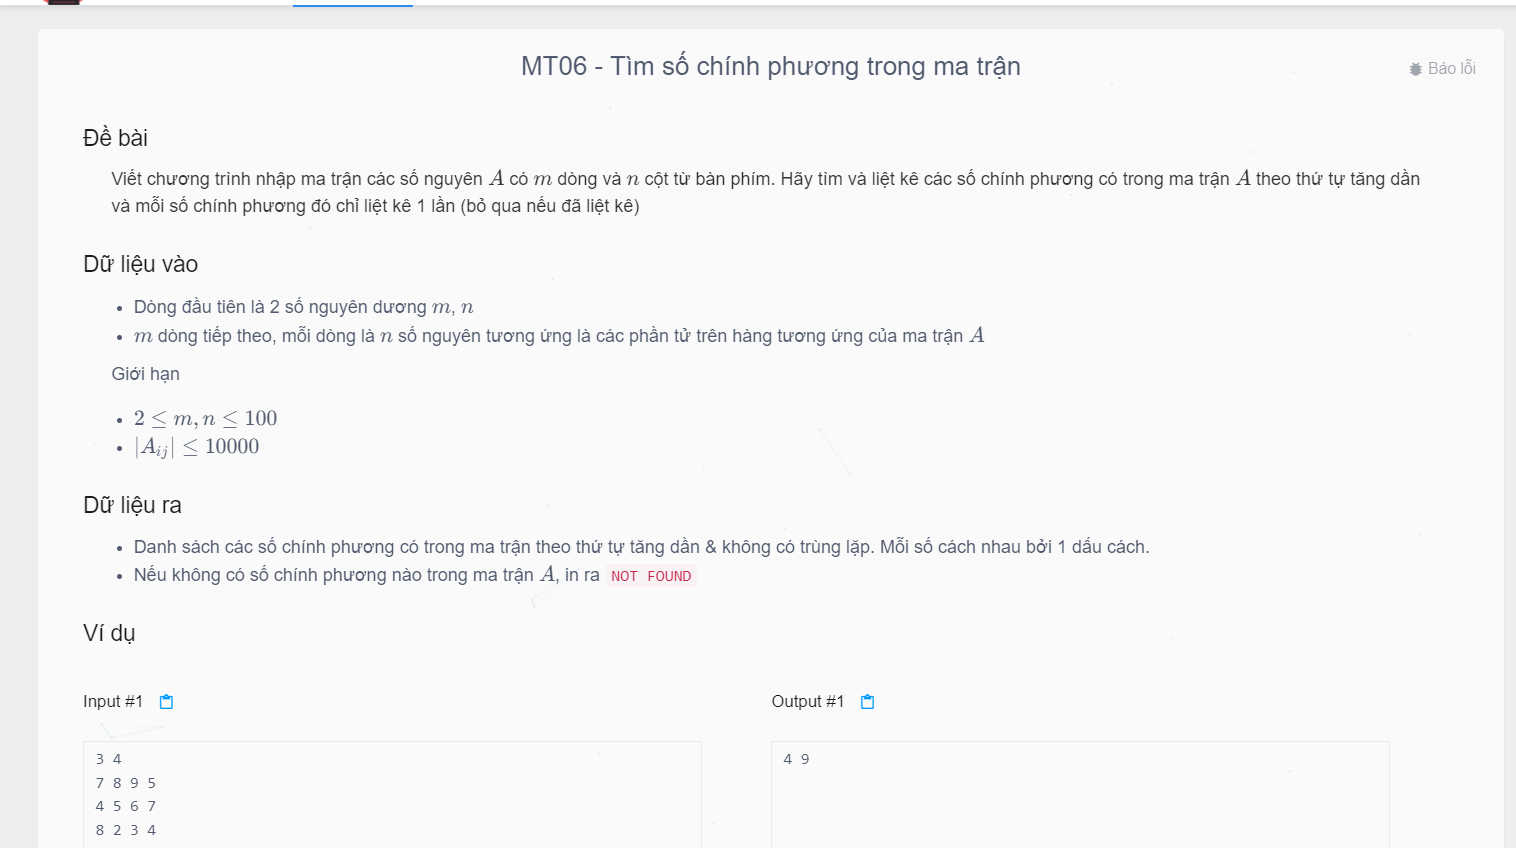 MT06 - Tìm số chính phương trong ma trận
Báo lỗi
Đề bài
Viết chương trình nhập ma trận các số nguyên A có m dòng và n cột từ bàn phím. Hãy tìm và liệt kê các số chính phương có trong ma trận A theo thứ tự tăng dần
và mỗi số chính phương đó chỉ liệt kê 1 lần (bỏ qua nếu đã liệt kê)
Dữ liệu vào
• Dòng đầu tiên là 2 số nguyên dương m, n
• m dòng tiếp theo, mỗi dòng là n số nguyên tương ứng là các phần tử trên hàng tương ứng của ma trận A
Giới hạn
• 2 ≤ m, n ≤ 100
• |A_{ij}| ≤ 10000
Dữ liệu ra
• Danh sách các số chính phương có trong ma trận theo thứ tự tăng dần & không có trùng lặp. Mỗi số cách nhau bởi 1 dấu cách.
• Nếu không có số chính phương nào trong ma trận A, in ra NOT FOUND
Ví dụ
Input #1
3 4
7 8 9 5
4 5 6 7
8 2 3 4
Output #1
4 9